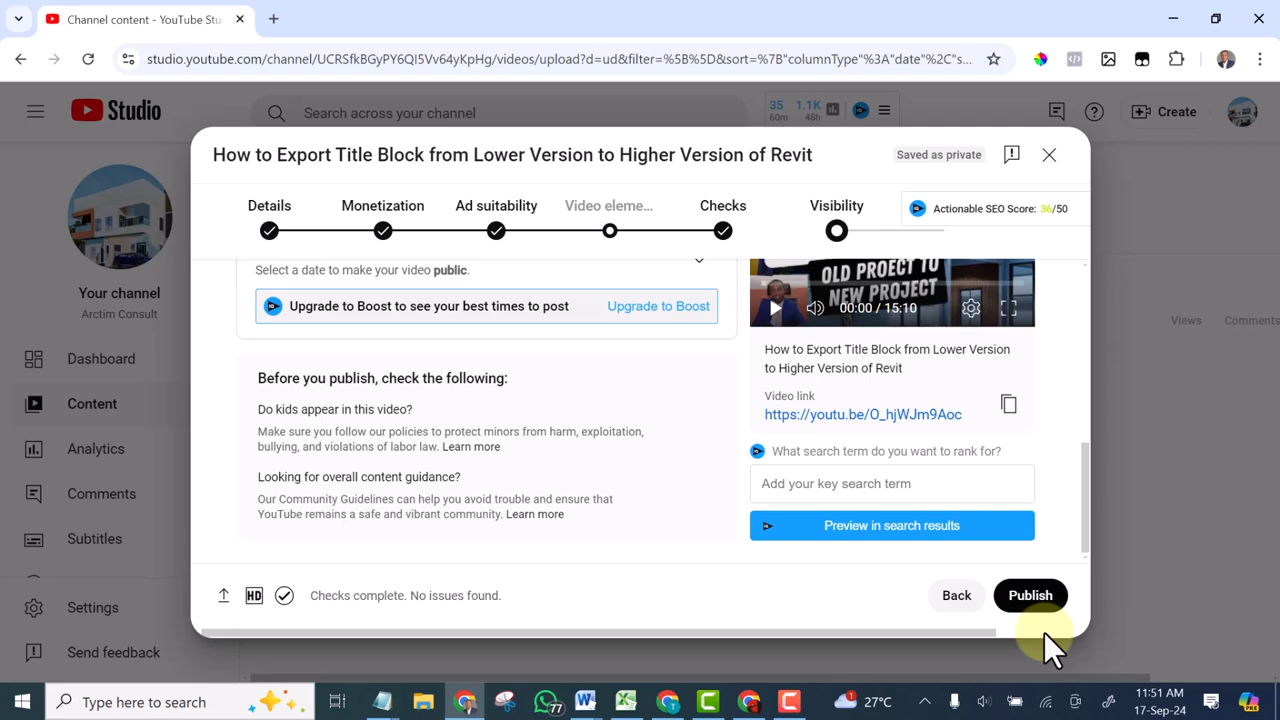 Channel content - YouTube Stu
studio.youtube.com/channel/UCRSfkBGyPY6QI5Vv64yKpHg/videos/upload?d=ud&filter=%5B%5D&sort=%7B"columnType"%3A"date"%2C"s...
Studio
Search across your channel
35 1.1K
60m 48h
Create
How to Export Title Block from Lower Version to Higher Version of Revit
Saved as private
Details
Monetization
Ad suitability
Video eleme...
Checks
Visibility
Actionable SEO Score: 36/50
Select a date to make your video public.
Upgrade to Boost to see your best times to post
Upgrade to Boost
OLD PROECT TO
NEW PROJECT
00:00 / 15:10
Your channel
Arctim Consult
Views
Comments
Dashboard
Content
Analytics
Comments
Subtitles
Settings
Send feedback
Before you publish, check the following:
Do kids appear in this video?
Make sure you follow our policies to protect minors from harm, exploitation,
bullying, and violations of labor law. Learn more
Looking for overall content guidance?
Our Community Guidelines can help you avoid trouble and ensure that
YouTube remains a safe and vibrant community. Learn more
How to Export Title Block from Lower Version
to Higher Version of Revit
Video link
https://youtu.be/O_hjWJm9Aoc
What search term do you want to rank for?
Add your key search term
Preview in search results
HD
Checks complete. No issues found.
Back
Publish
Type here to search
77
27°C
11:51 AM
17-Sep-24